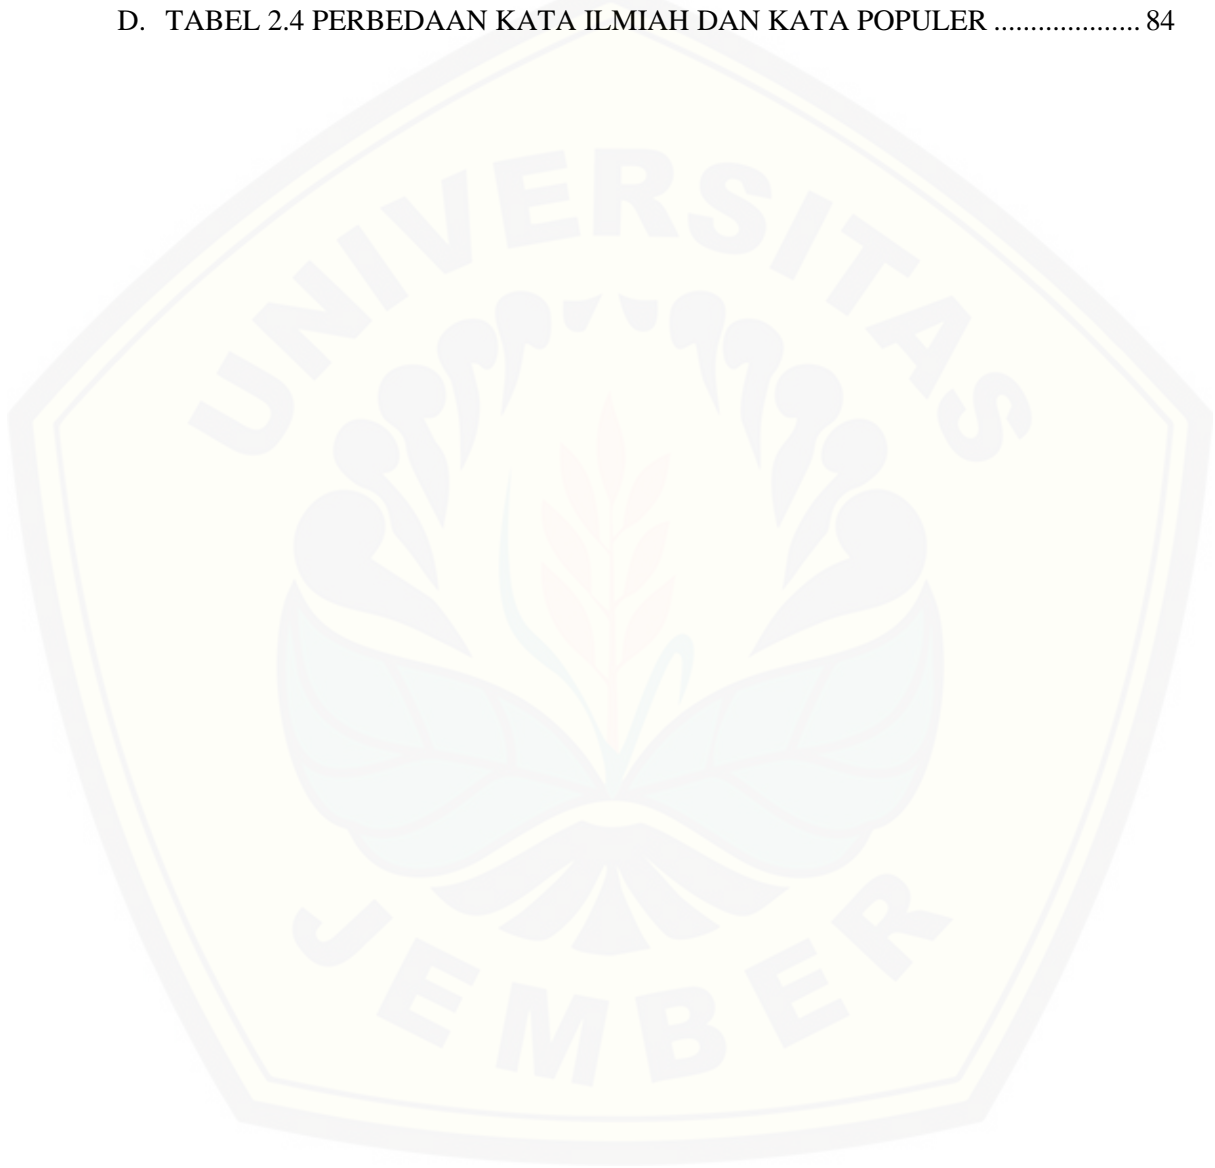 D. TABEL 2.4 PERBEDAAN KATA ILMIAH DAN KATA POPULER .................... 84
UNIVERSITAS
JEMBER